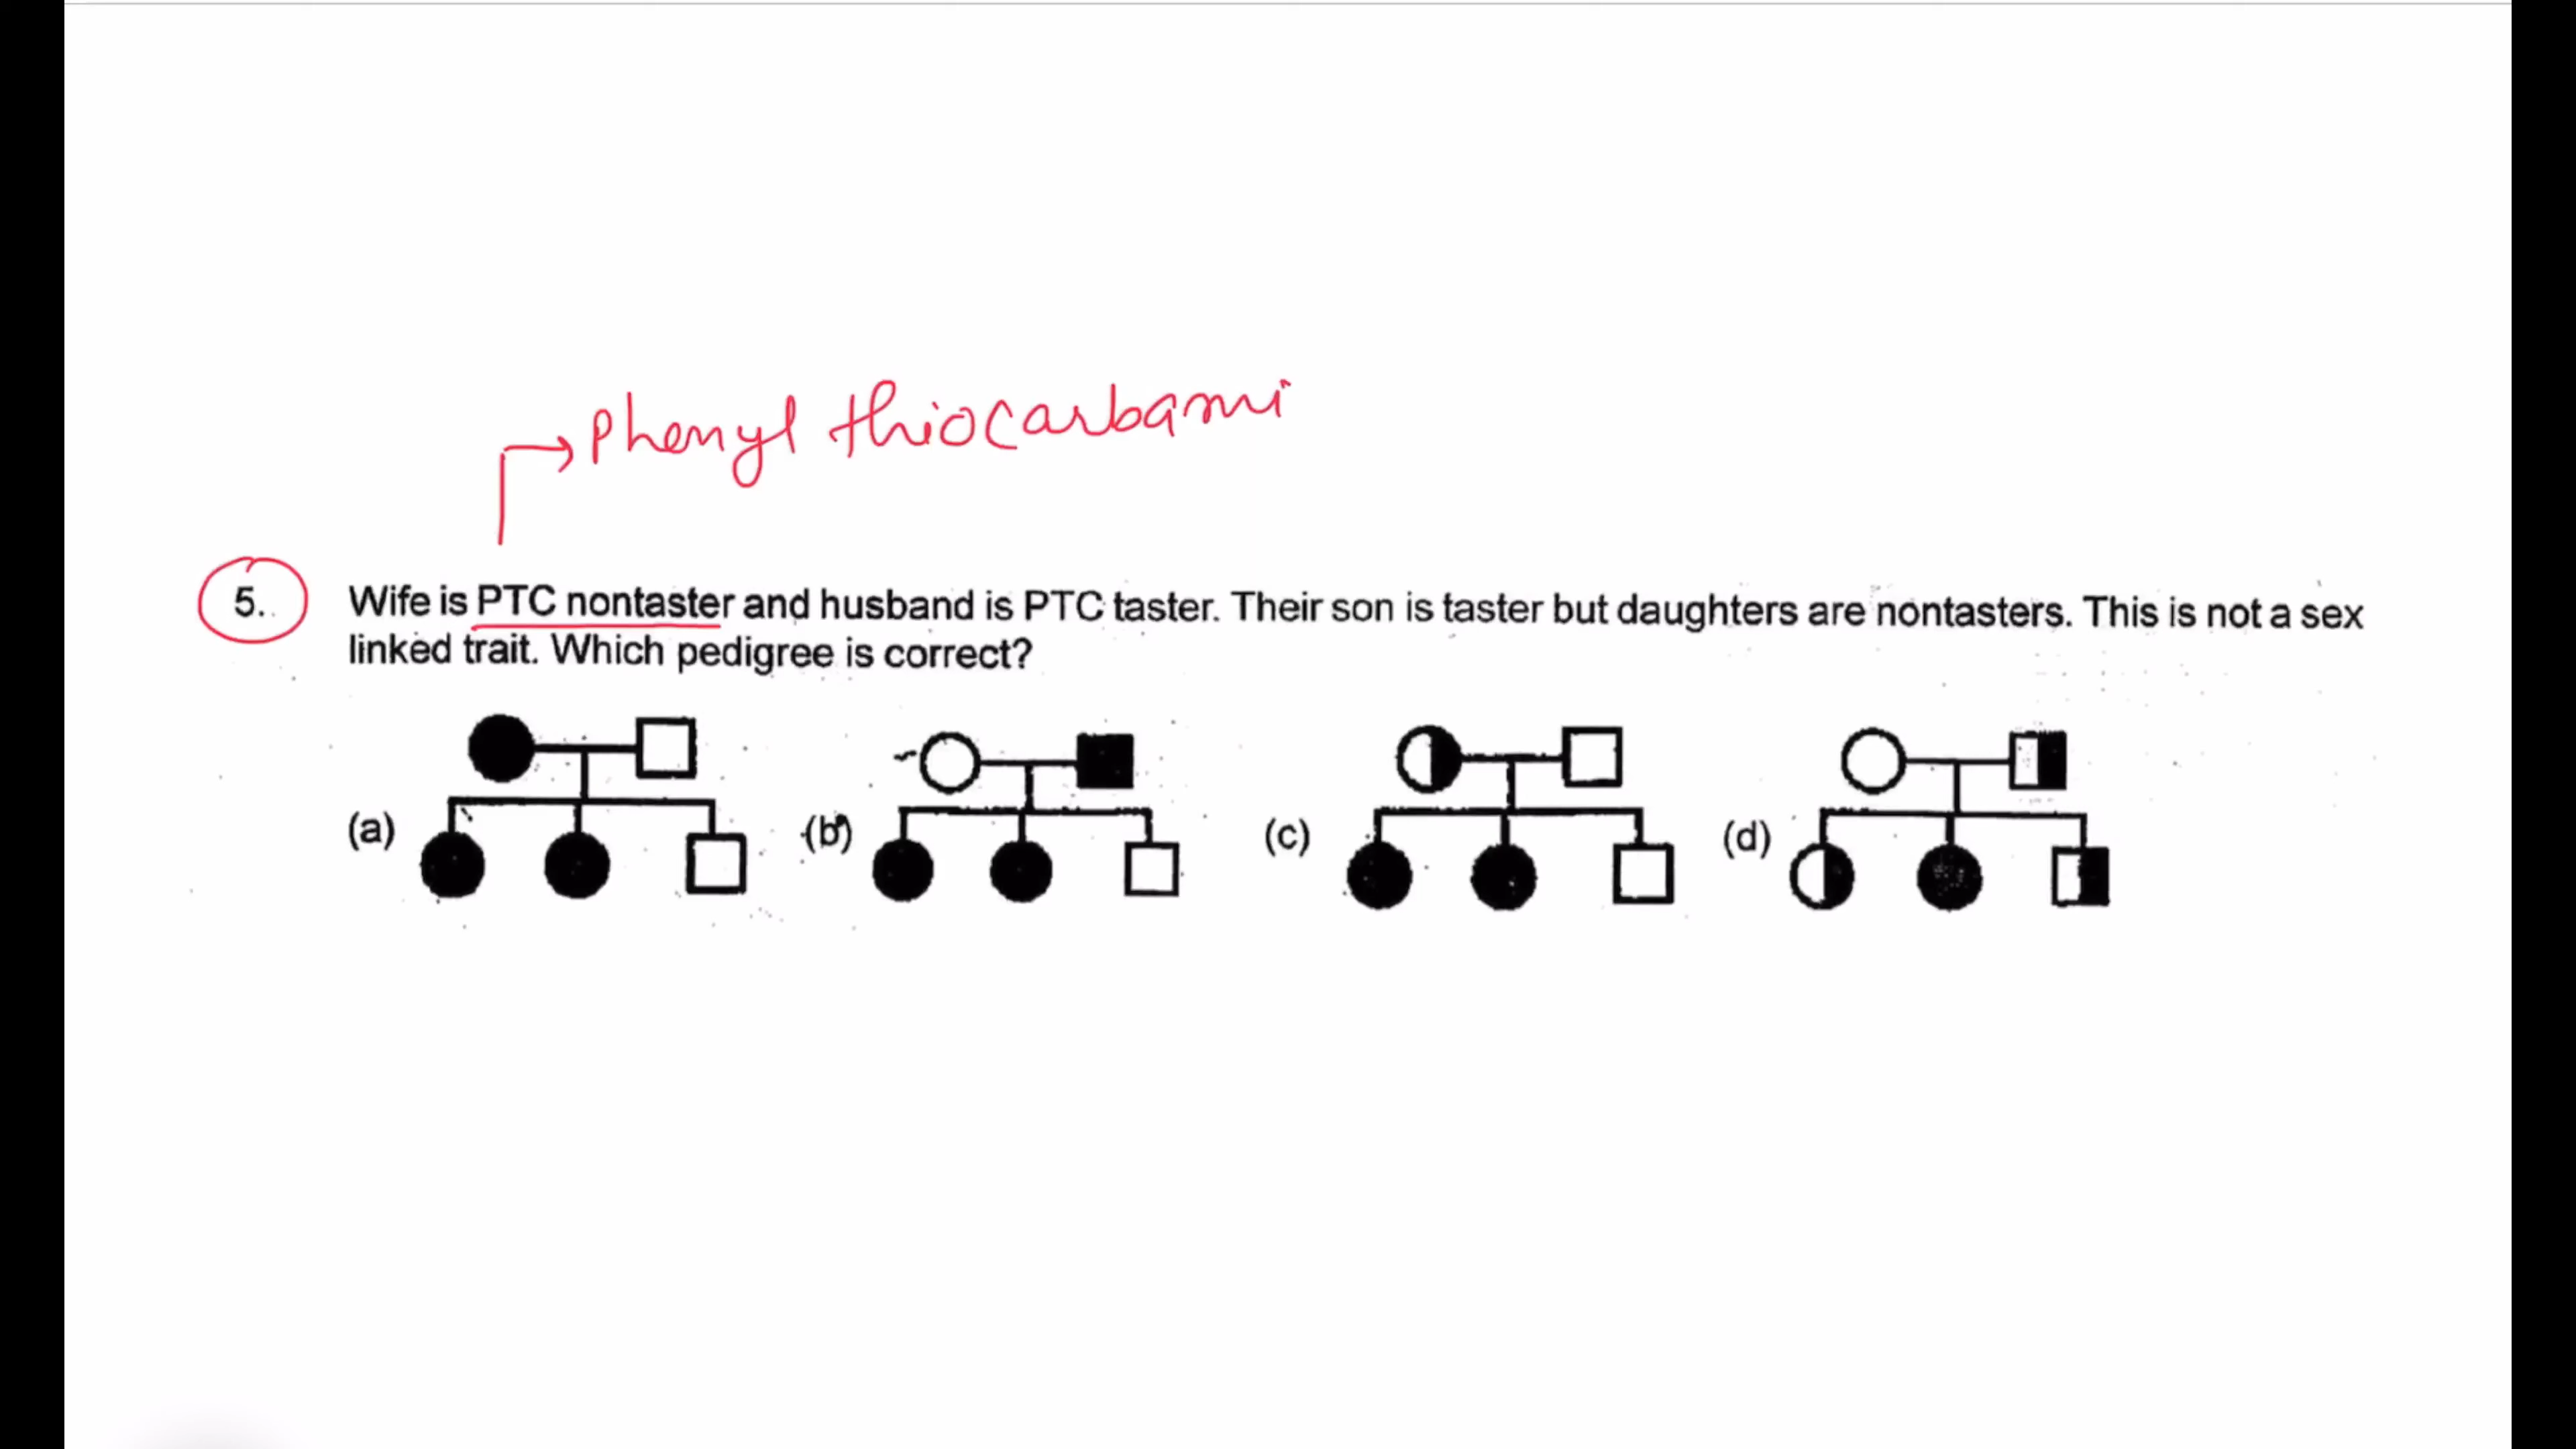 Phenyl thiocarbami
5. Wife is PTC nontaster and husband is PTC taster. Their son is taster but daughters are nontasters. This is not a sex
linked trait. Which pedigree is correct?
(a) (b) (c) (d)